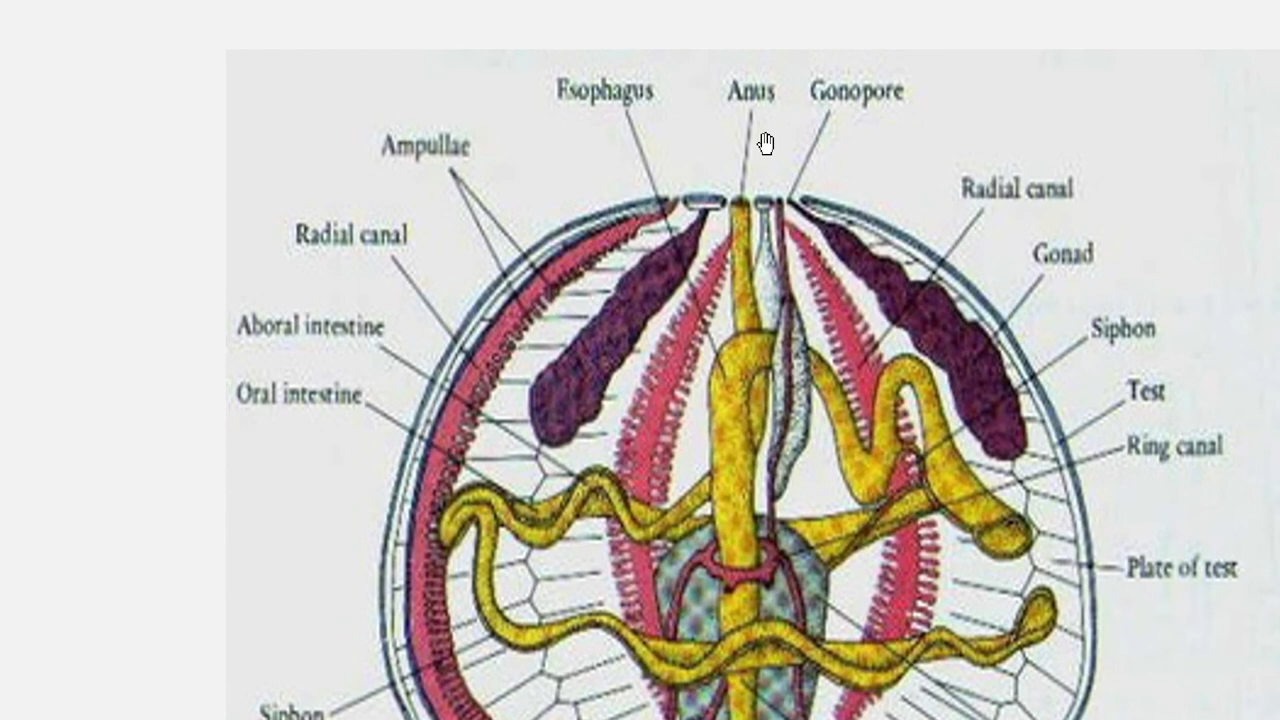 Esophagus Anus Gonopore
Ampullae
Radial canal
Radial canal
Gonad
Aboral intestine
Siphon
Oral intestine
Test
Ring canal
Plate of test
Siphon